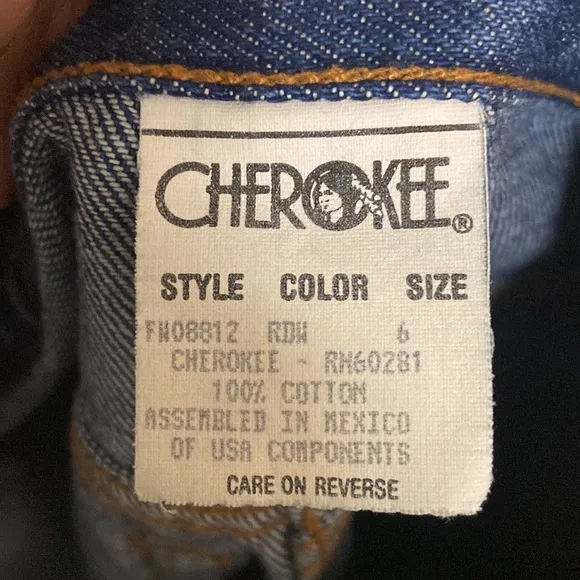 CHEROKEE®
STYLE COLOR SIZE
FW08812 RDW 6
CHEROKEE - RN60281
100% COTTON
ASSEMBLED IN MEXICO
OF USA COMPONENTS
CARE ON REVERSE